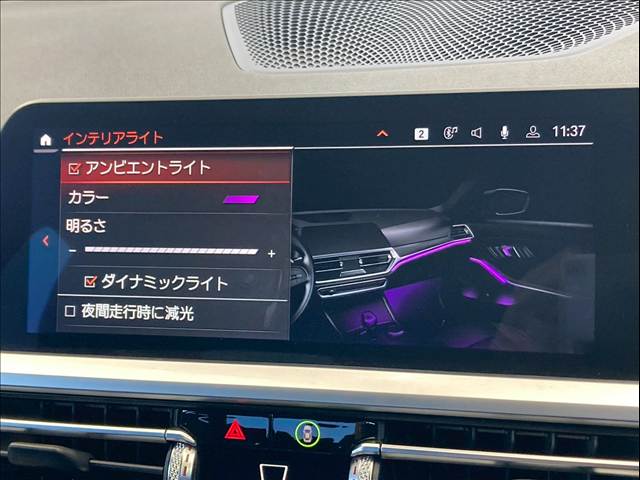 インテリアライト
2
11:37
アンビエントライト
カラー
明るさ
- +
ダイナミックライト
夜間走行時に減光